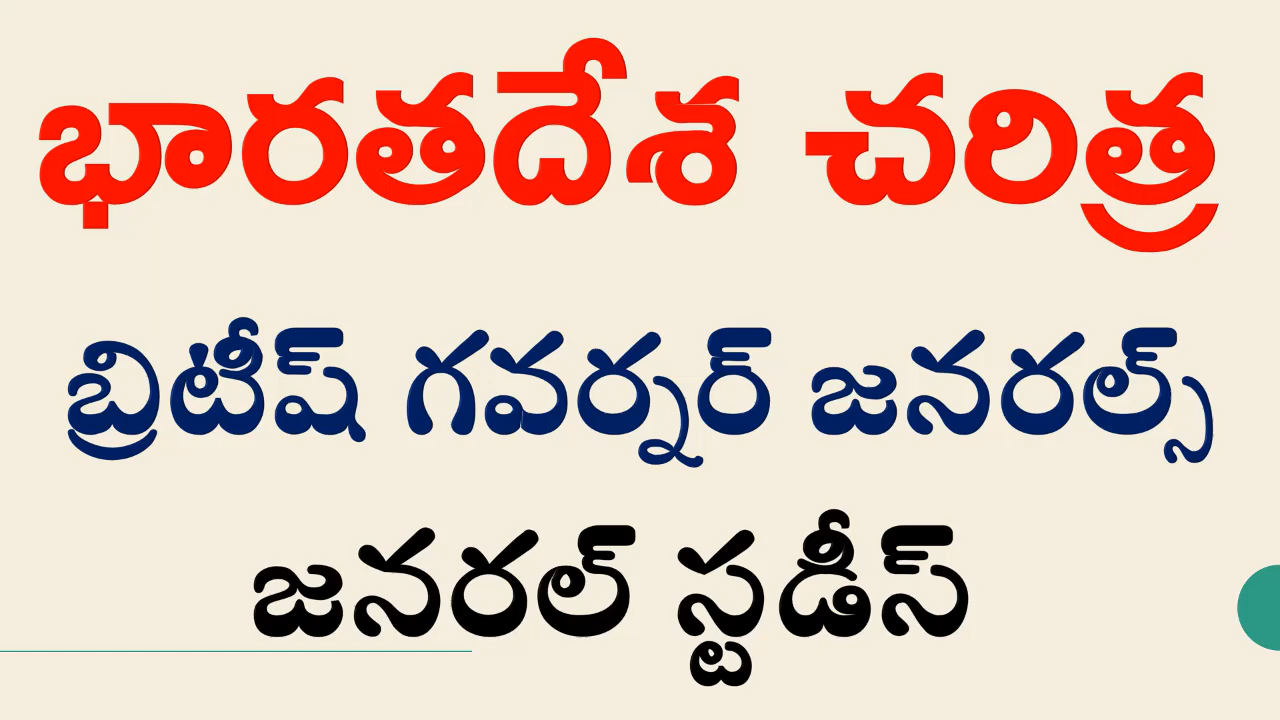 భారతదేశ చరిత్ర
బ్రిటీష్ గవర్నర్ జనరల్స్
జనరల్ స్టడీస్